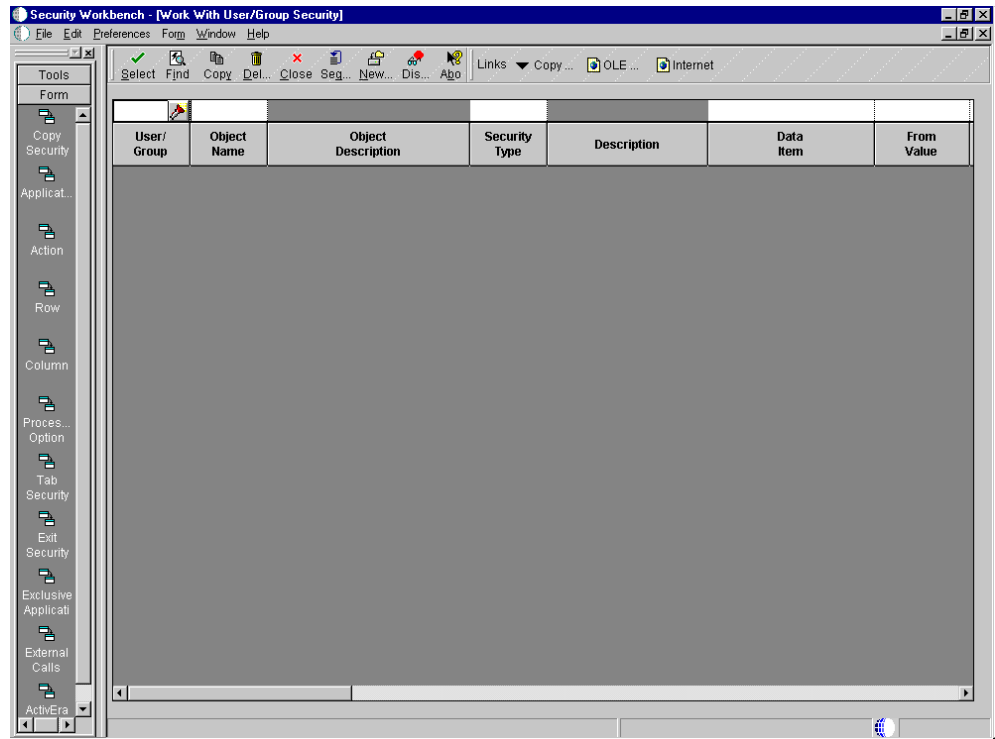 Security Workbench - [Work With User/Group Security]
File Edit Preferences Form Window Help
Tools
Form
Select Find Copy Del... Close Seq... New... Dis... Abo Links Copy ... OLE ... Internet
User/ Group
Object Name
Object Description
Security Type
Description
Data Item
From Value
Copy
Security
Applicat...
Action
Row
Column
Proces...
Option
Tab
Security
Exit
Security
Exclusive
Applicati
External
Calls
ActivEra